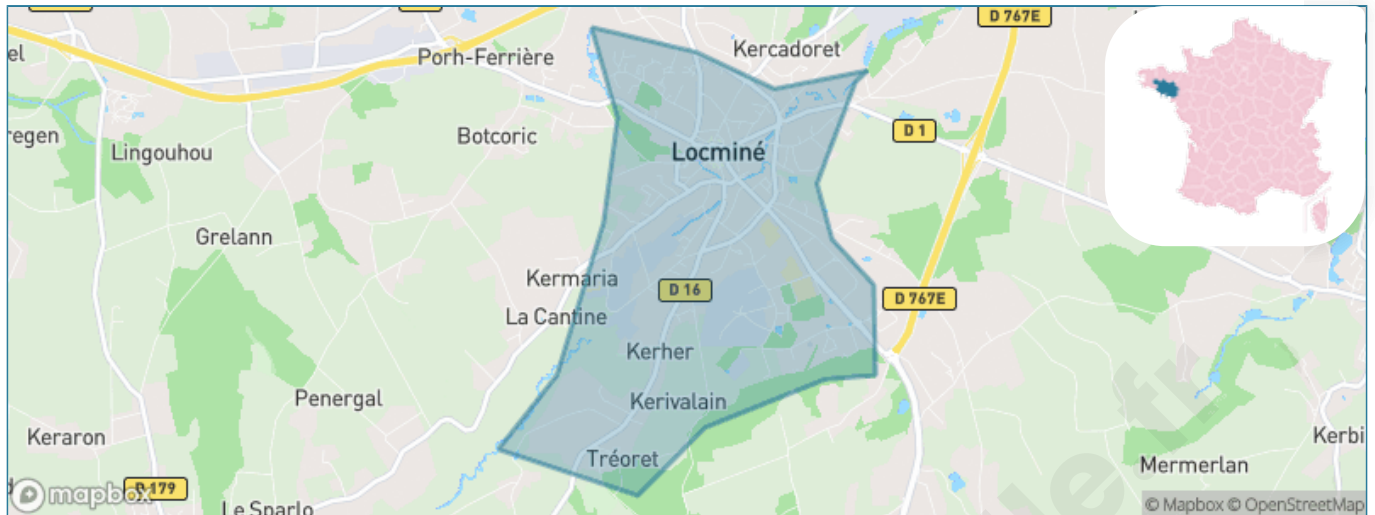 D 767E
Kercadoret
Porh-Ferrière
Botcoric
D 1
Lingouhou
Locminé
Grelann
Kermaria
D 16
D 767E
La Cantine
Kerher
Penergal
Kerivalain
Keraron
Tréoret
Mermerlan
mapbox
D 179
Le Sparlo
© Mapbox © OpenStreetMap